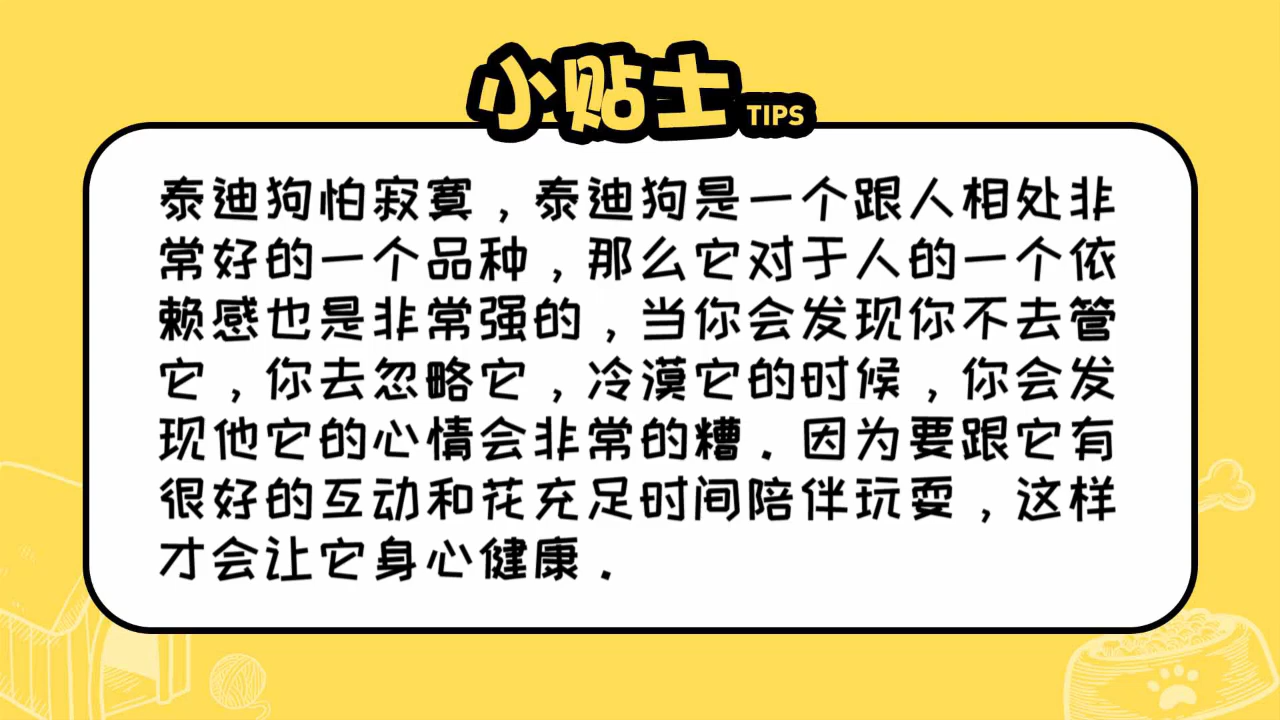 小贴士 TIPS
泰迪狗怕寂寞，泰迪狗是一个跟人相处非
常好的一个品种，那么它对于人的一个依
赖感也是非常强的，当你会发现你不去管
它，你去忽略它，冷漠它的时候，你会发
现他它的心情会非常的糟．因为要跟它有
很好的互动和花充足时间陪伴玩耍，这样
才会让它身心健康．